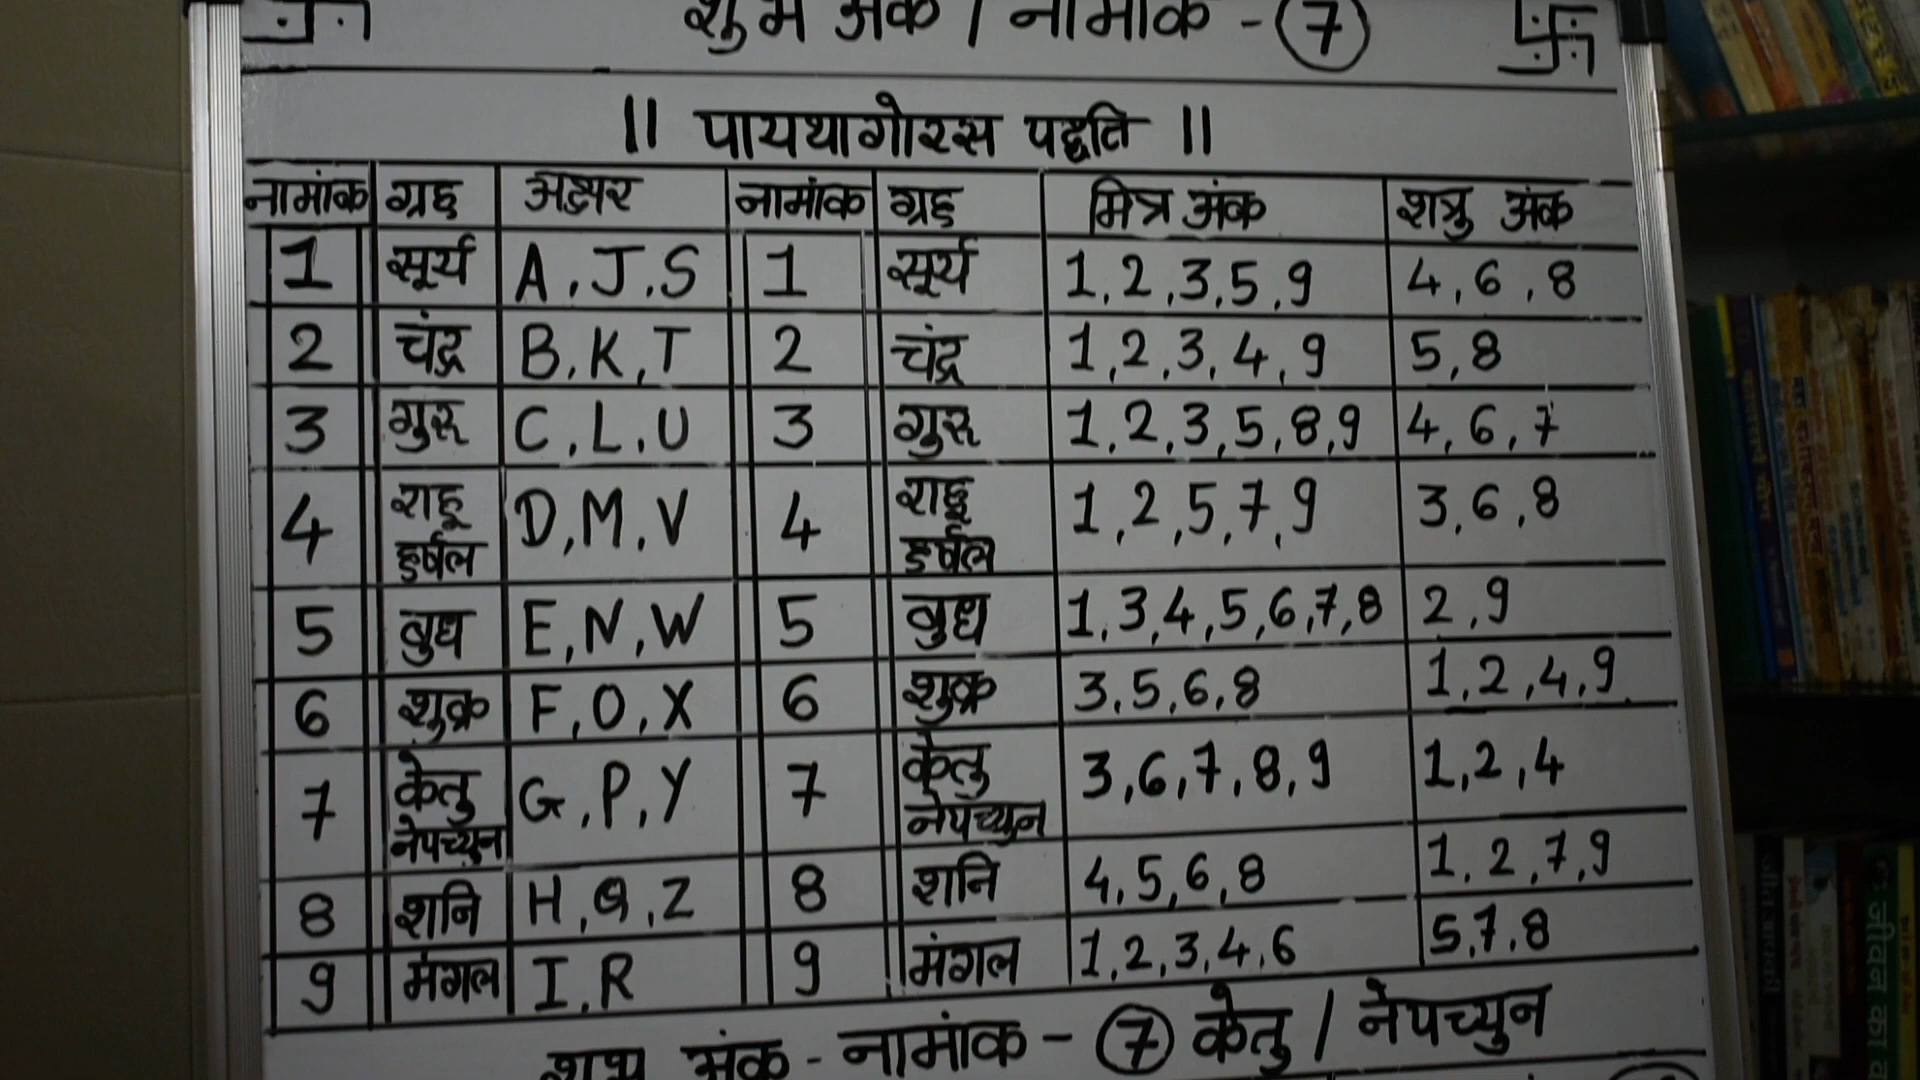 शुभ अंक / नामांक - 7
॥ पायथागोरस पद्धति ॥
नामांक ग्रह अक्षर नामांक ग्रह मित्र अंक शत्रु अंक
1 सूर्य A,J,S 1 सूर्य 1,2,3,5,9 4,6,8
2 चंद्र B,K,T 2 चंद्र 1,2,3,4,9 5,8
3 गुरू C,L,U 3 गुरू 1,2,3,5,8,9 4,6,7
4 राहू हर्षल D,M,V 4 राहू हर्षल 1,2,5,7,9 3,6,8
5 बुध E,N,W 5 बुध 1,3,4,5,6,7,8 2,9
6 शुक्र F,O,X 6 शुक्र 3,5,6,8 1,2,4,9
7 केतु नेपच्युन G,P,Y 7 केतु नेपच्युन 3,6,7,8,9 1,2,4
8 शनि H,Q,Z 8 शनि 4,5,6,8 1,2,7,9
9 मंगल I,R 9 मंगल 1,2,3,4,6 5,7,8
शुभ अंक - नामांक - 7 केतु / नेपच्युन